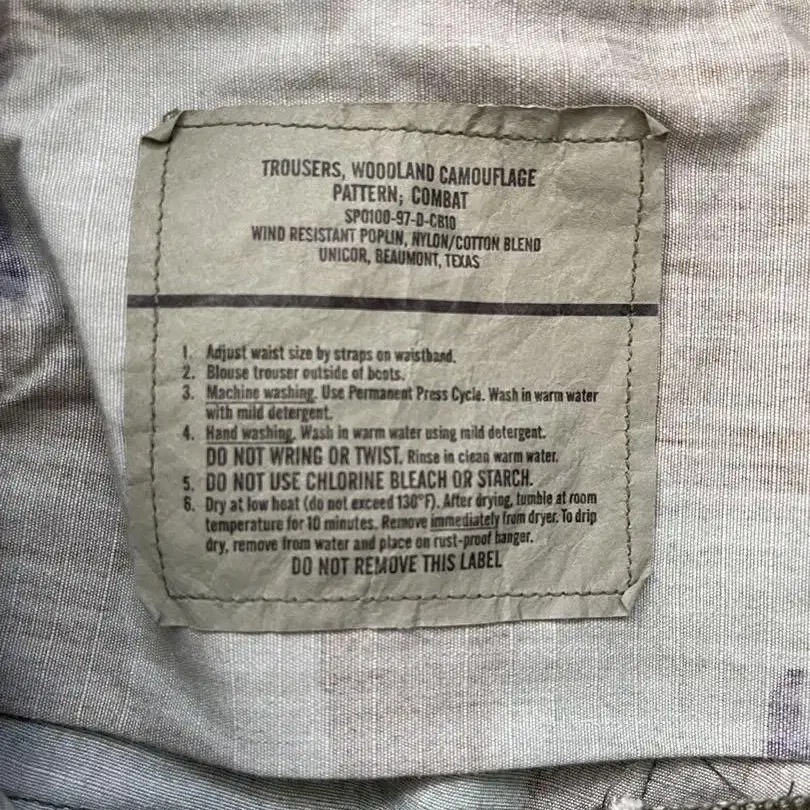 TROUSERS, WOODLAND CAMOUFLAGE
PATTERN; COMBAT
SPO100-97-D-CB10
WIND RESISTANT POPLIN, NYLON/COTTON BLEND
UNICOR, BEAUMONT, TEXAS
1. Adjust waist size by straps on waistband.
2. Blouse trouser outside of boots.
3. Machine washing. Use Permanent Press Cycle. Wash in warm water
with mild detergent.
4. Hand washing. Wash in warm water using mild detergent.
DO NOT WRING OR TWIST. Rinse in clean warm water.
5. DO NOT USE CHLORINE BLEACH OR STARCH.
6. Dry at low heat (do not exceed 130°F). After drying, tumble at room
temperature for 10 minutes. Remove immediately from dryer. To drip
dry, remove from water and place on rust-proof hanger.
DO NOT REMOVE THIS LABEL